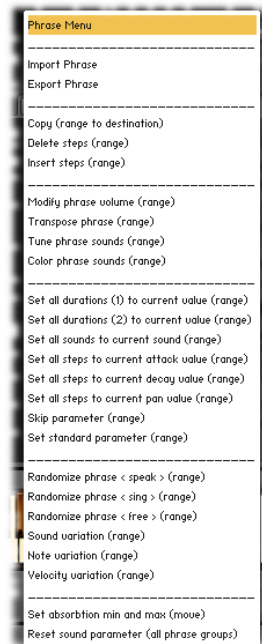 Phrase Menu
Import Phrase
Export Phrase
Copy (range to destination)
Delete steps (range)
Insert steps (range)
Modify phrase volume (range)
Transpose phrase (range)
Tune phrase sounds (range)
Color phrase sounds (range)
Set all durations (1) to current value (range)
Set all durations (2) to current value (range)
Set all sounds to current sound (range)
Set all steps to current attack value (range)
Set all steps to current decay value (range)
Set all steps to current pan value (range)
Skip parameter (range)
Set standard parameter (range)
Randomize phrase < speak > (range)
Randomize phrase < sing > (range)
Randomize phrase < free > (range)
Sound variation (range)
Note variation (range)
Velocity variation (range)
Set absorbtion min and max (move)
Reset sound parameter (all phrase groups)